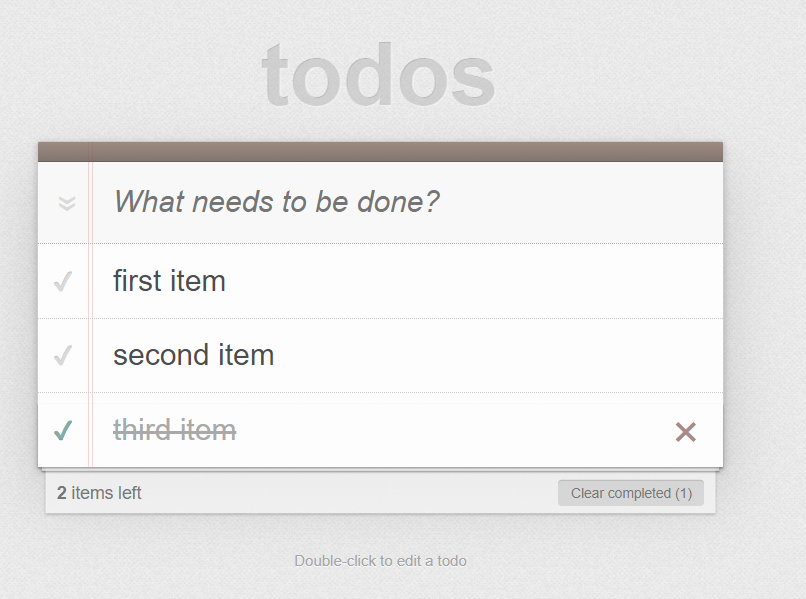 todos
What needs to be done?
first item
second item
third item
2 items left
Clear completed (1)
Double-click to edit a todo